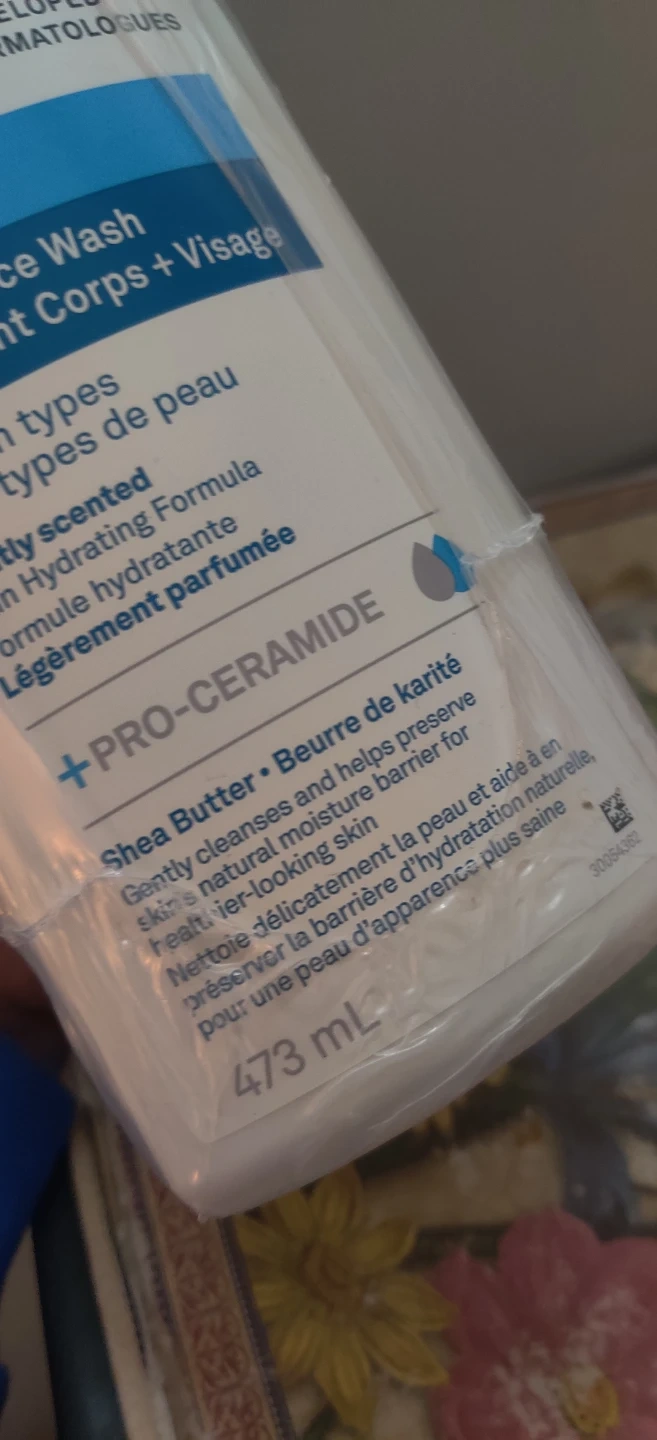 ELOPED
RMATOLOGUES
ce Wash
nt Corps + Visage
n types
types de peau
tly scented
n Hydrating Formula
ormule hydratante
Légèrement parfumée
+PRO-CERAMIDE
Shea Butter • Beurre de karité
Gently cleanses and helps preserve
skin's natural moisture barrier for
healthier-looking skin
Nettoie délicatement la peau et aide à en
préserver la barrière d'hydratation naturelle,
pour une peau d'apparence plus saine
30054362
473 mL